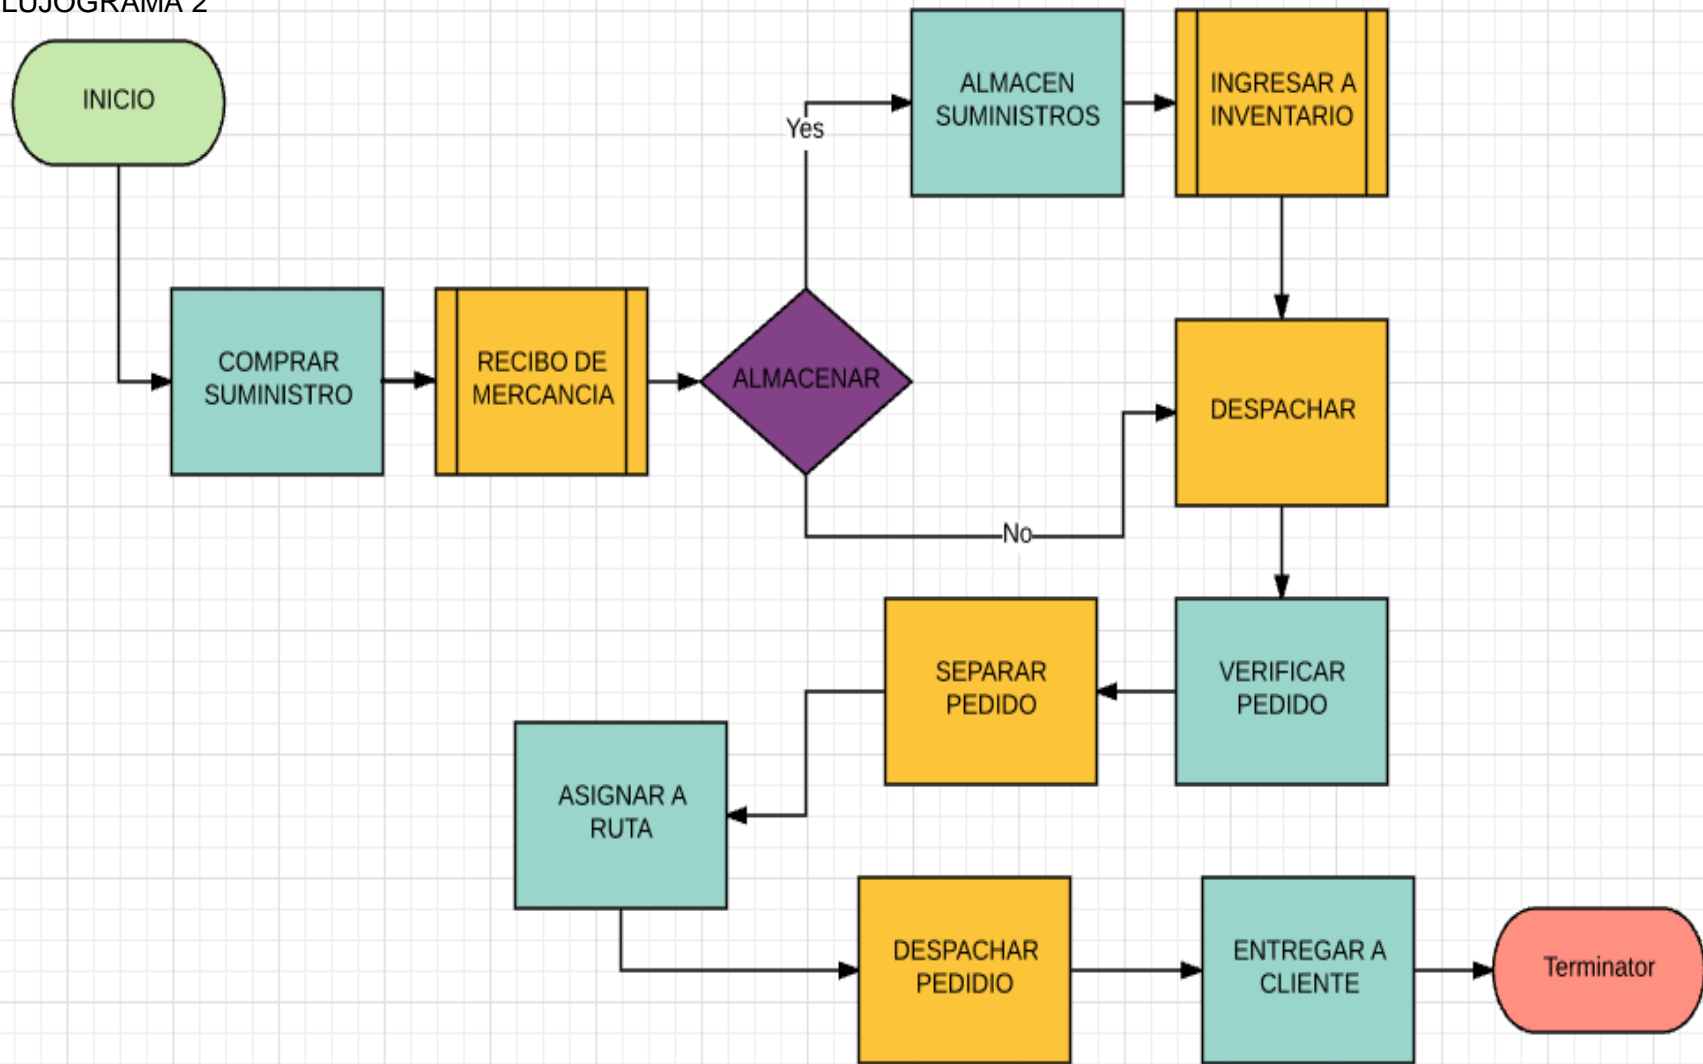 LUJOGRAMA 2
INICIO
COMPRAR
SUMINISTRO
RECIBO DE
MERCANCIA
ALMACENAR
Yes
ALMACEN
SUMINISTROS
INGRESAR A
INVENTARIO
No
DESPACHAR
VERIFICAR
PEDIDO
SEPARAR
PEDIDO
ASIGNAR A
RUTA
DESPACHAR
PEDIDIO
ENTREGAR A
CLIENTE
Terminator